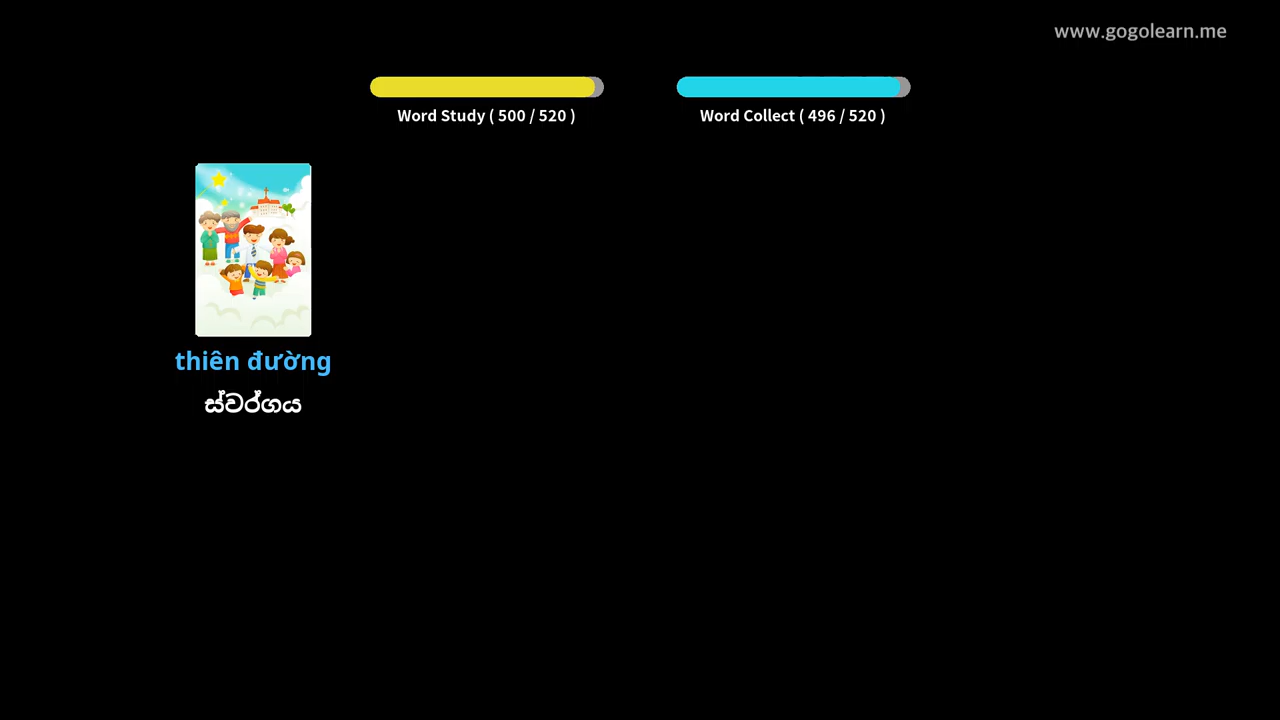 www.gogolearn.me
Word Study ( 500 / 520 )
Word Collect ( 496 / 520 )
thiên đường
ස්වර්ගය